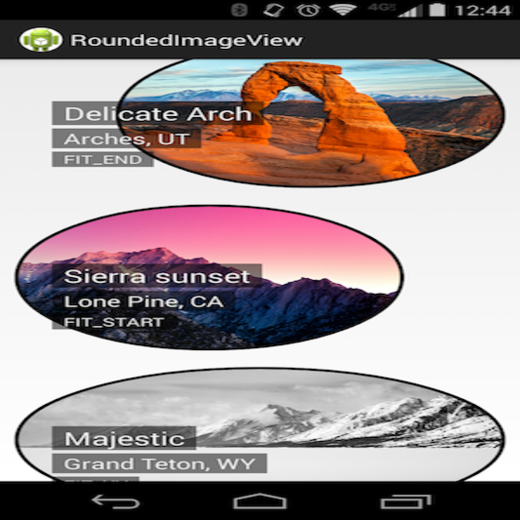 4G 12:44
RoundedImageView
Delicate Arch
Arches, UT
FIT_END
Sierra sunset
Lone Pine, CA
FIT_START
Majestic
Grand Teton, WY